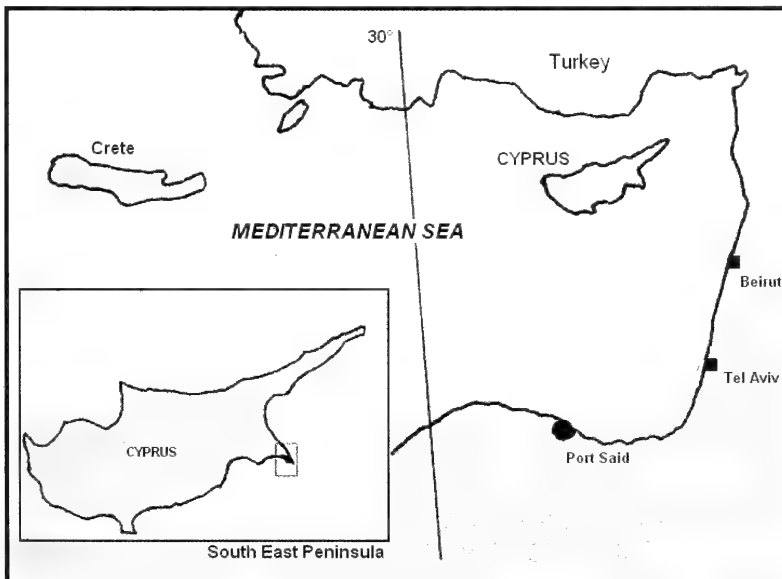 30°
Turkey
Crete
CYPRUS
MEDITERRANEAN SEA
Beirut
Tel Aviv
CYPRUS
Port Said
South East Peninsula